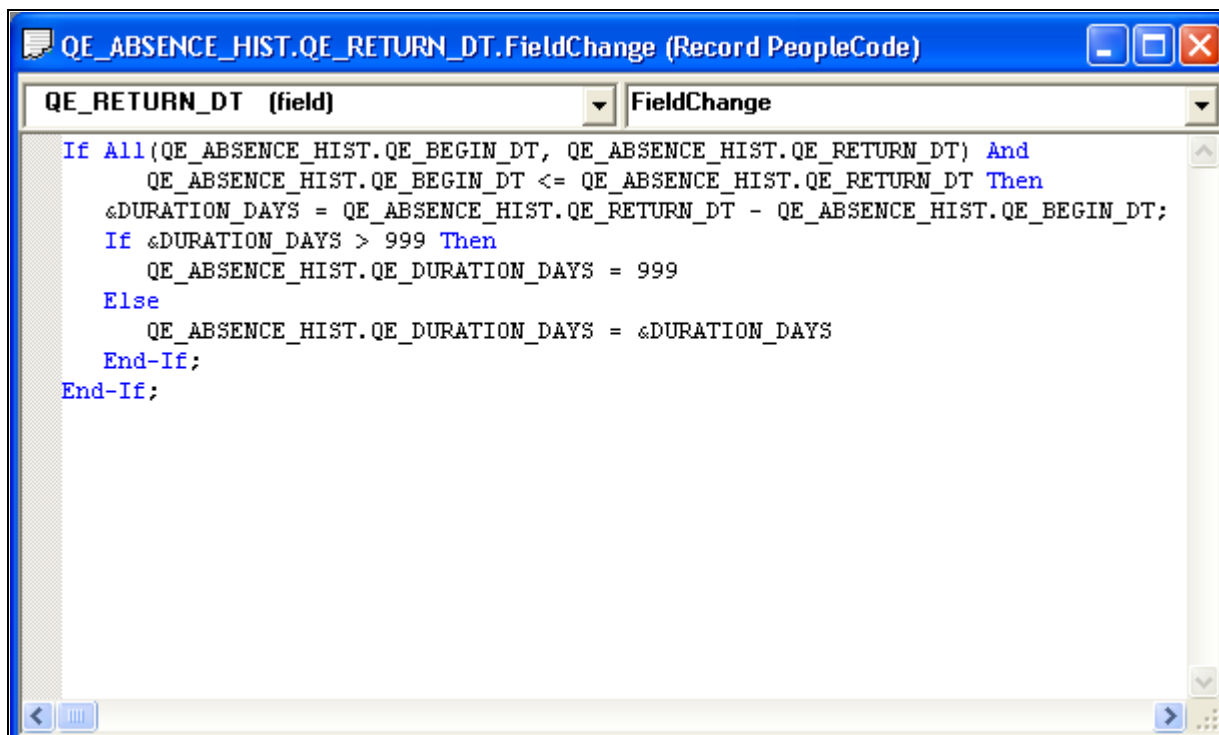 QE_ABSENCE_HIST.QE_RETURN_DT.FieldChange (Record PeopleCode)
QE_RETURN_DT (field) FieldChange
If All(QE_ABSENCE_HIST.QE_BEGIN_DT, QE_ABSENCE_HIST.QE_RETURN_DT) And
QE_ABSENCE_HIST.QE_BEGIN_DT <= QE_ABSENCE_HIST.QE_RETURN_DT Then
&DURATION_DAYS = QE_ABSENCE_HIST.QE_RETURN_DT - QE_ABSENCE_HIST.QE_BEGIN_DT;
If &DURATION_DAYS > 999 Then
QE_ABSENCE_HIST.QE_DURATION_DAYS = 999
Else
QE_ABSENCE_HIST.QE_DURATION_DAYS = &DURATION_DAYS
End-If;
End-If;